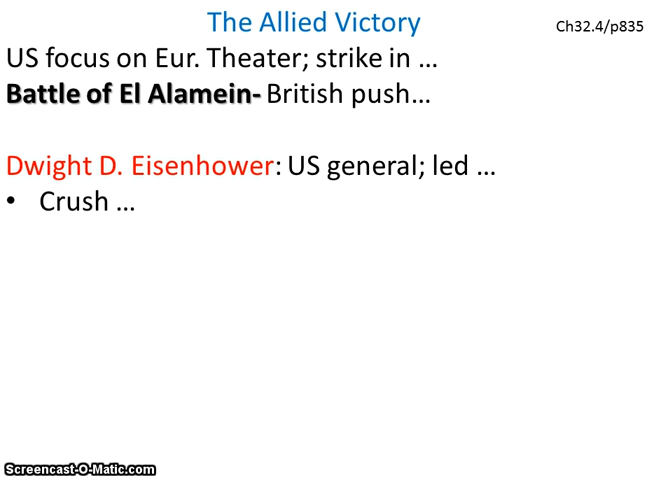 The Allied Victory
Ch32.4/p835
US focus on Eur. Theater; strike in …
Battle of El Alamein- British push…
Dwight D. Eisenhower: US general; led …
• Crush …
Screencast-O-Matic.com